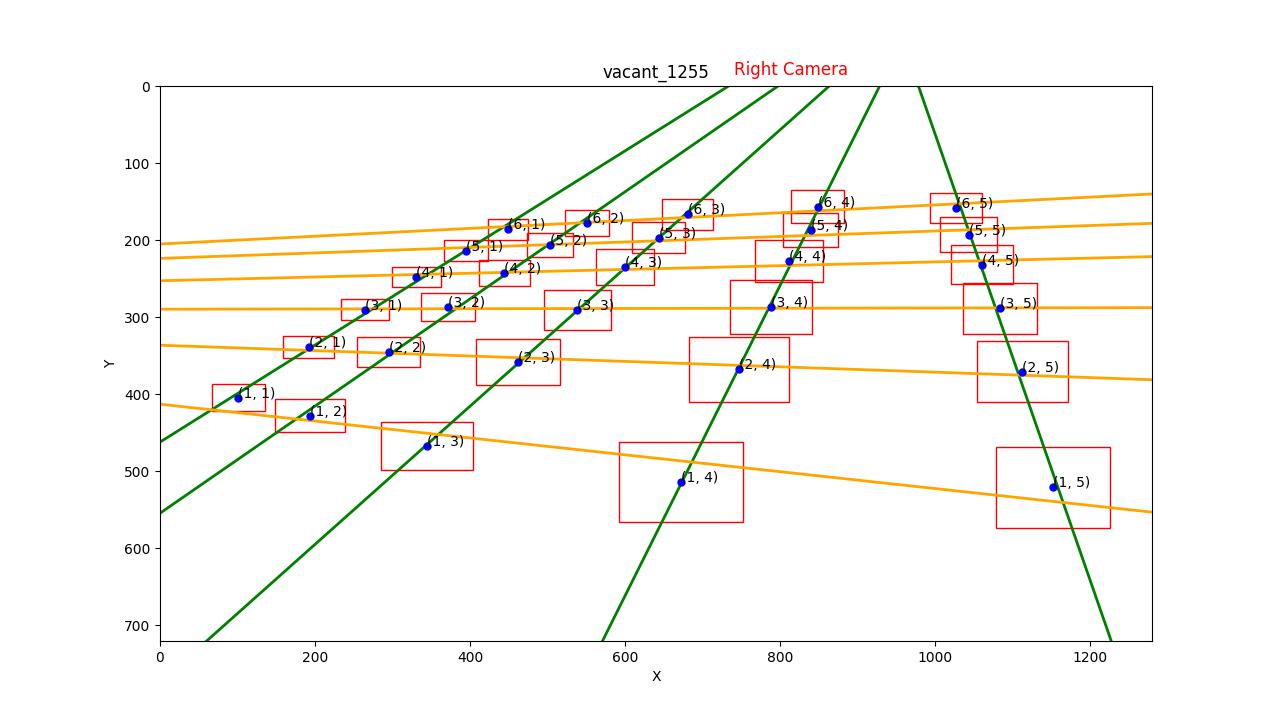 vacant_1255 Right Camera
0
100
200
300
400
500
600
700
Y
(6, 1) (6, 2) (6, 3) (6, 4) (6, 5)
(5, 1) (5, 2) (5, 3) (5, 4) (5, 5)
(4, 1) (4, 2) (4, 3) (4, 4) (4, 5)
(3, 1) (3, 2) (3, 3) (3, 4) (3, 5)
(2, 1) (2, 2) (2, 3) (2, 4) (2, 5)
(1, 1) (1, 2) (1, 3) (1, 4) (1, 5)
0 200 400 600 800 1000 1200
X